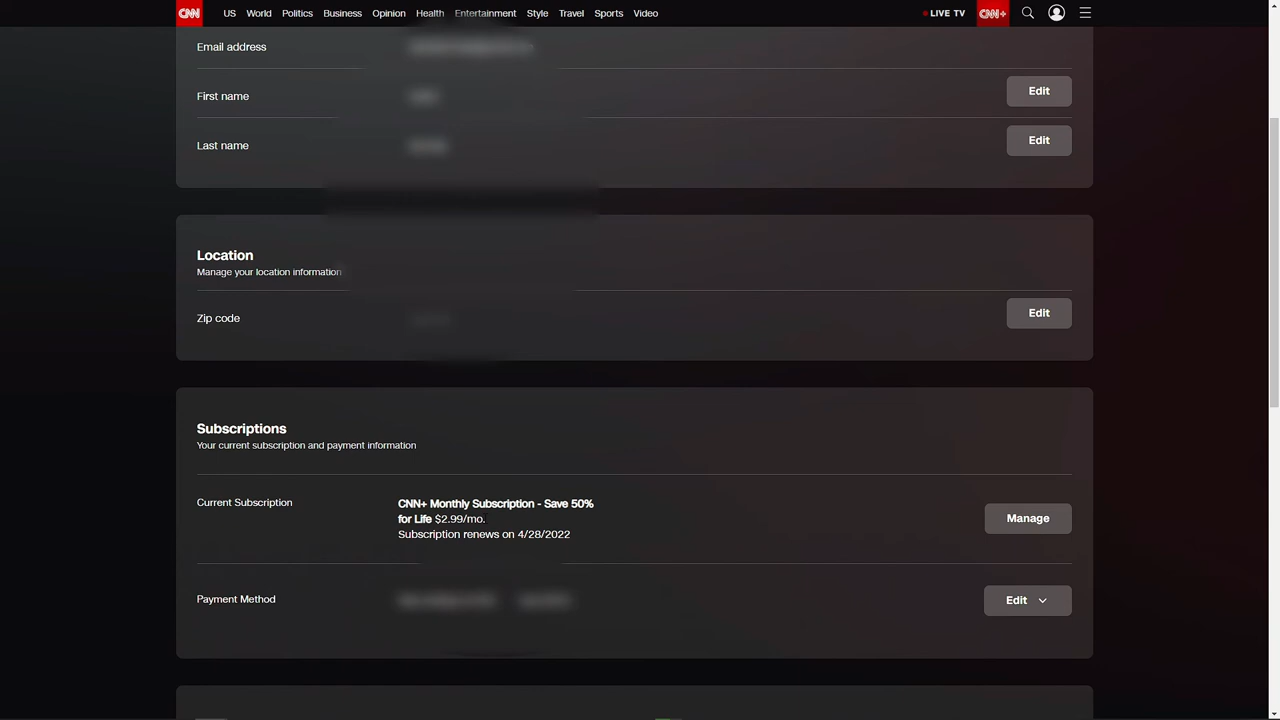 CNN US World Politics Business Opinion Health Entertainment Style Travel Sports Video LIVE TV CNN+
Email address
First name Edit
Last name Edit
Location
Manage your location information
Zip code Edit
Subscriptions
Your current subscription and payment information
Current Subscription
CNN+ Monthly Subscription - Save 50%
for Life $2.99/mo.
Subscription renews on 4/28/2022
Manage
Payment Method Edit